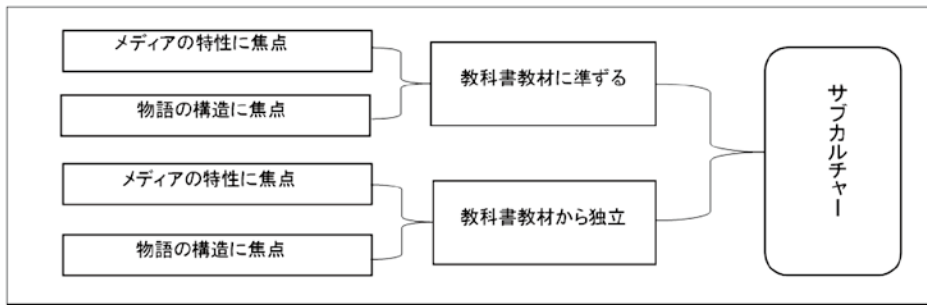 メディアの特性に焦点
物語の構造に焦点
教科書教材に準ずる
メディアの特性に焦点
物語の構造に焦点
教科書教材から独立
サブカルチャー